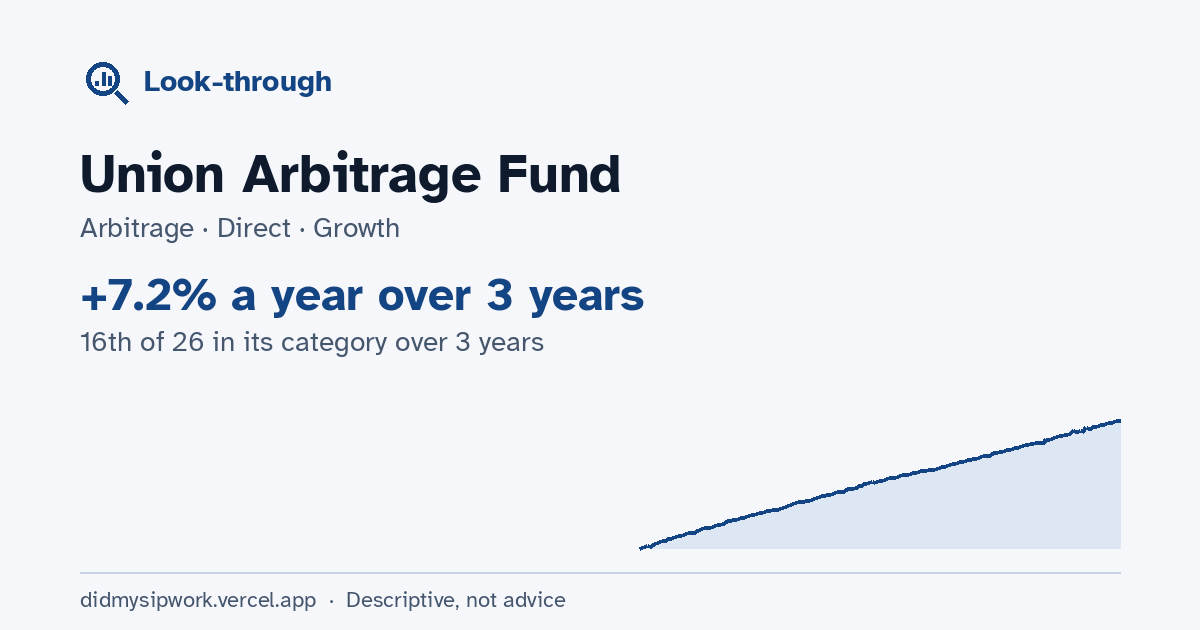 Look-through
Union Arbitrage Fund
Arbitrage · Direct · Growth
+7.2% a year over 3 years
16th of 26 in its category over 3 years
didmysipwork.vercel.app · Descriptive, not advice